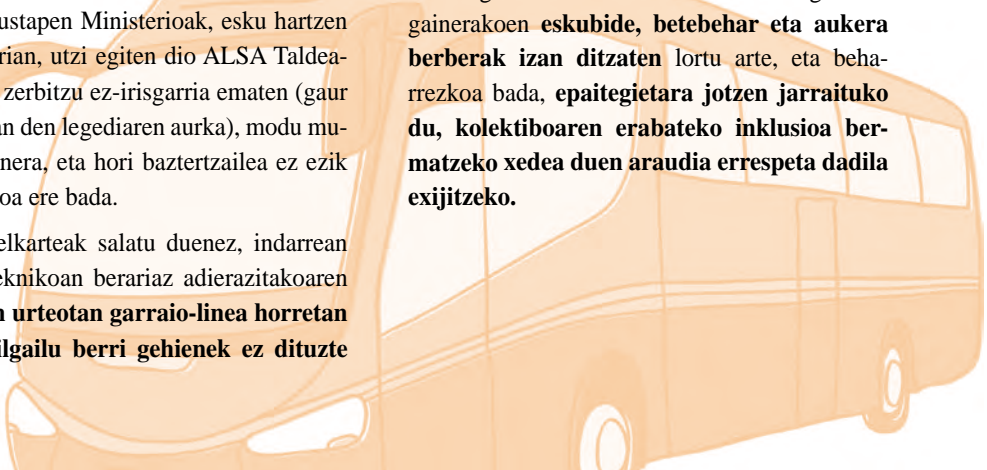 ustapen Ministerioak, esku hartzen
rian, utzi egiten dio ALSA Taldea-
zerbitzu ez-irisgarria ematen (gaur
an den legediaren aurka), modu mu-
nera, eta hori baztertzailea ez ezik
oa ere bada.
elkarteak salatu duenez, indarrean
eknikoan berariaz adierazitakoaren
n urteotan garraio-linea horretan
ilgailu berri gehienek ez dituzte
gainerakoen eskubide, betebehar eta aukera
berberak izan ditzaten lortu arte, eta beha-
rrezkoa bada, epaitegietara jotzen jarraituko
du, kolektiboaren erabateko inklusioa ber-
matzeko xedea duen araudia errespeta dadila
exijitzeko.